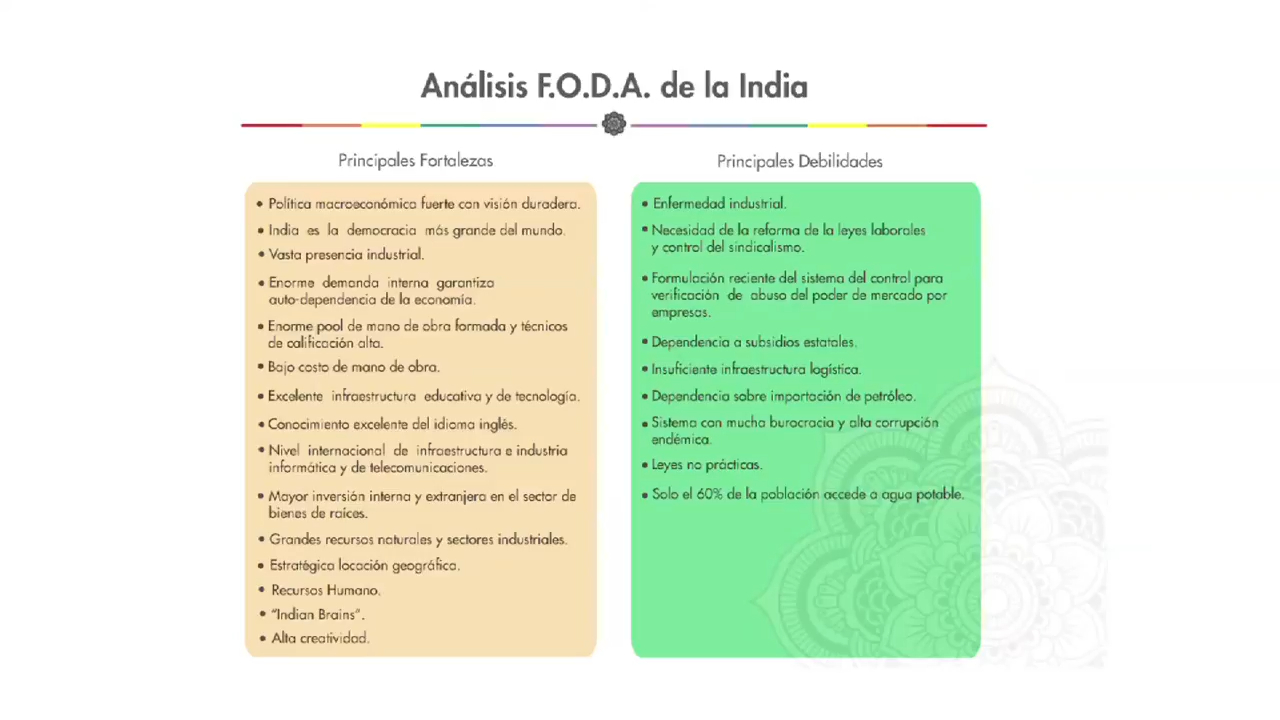 Análisis F.O.D.A. de la India
Principales Fortalezas
• Política macroeconómica fuerte con visión duradera.
• India es la democracia más grande del mundo.
• Vasta presencia industrial.
• Enorme demanda interna garantiza
auto-dependencia de la economía.
• Enorme pool de mano de obra formada y técnicos
de calificación alta.
• Bajo costo de mano de obra.
• Excelente infraestructura educativa y de tecnología.
• Conocimiento excelente del idioma inglés.
• Nivel internacional de infraestructura e industria
informática y de telecomunicaciones.
• Mayor inversión interna y extranjera en el sector de
bienes de raíces.
• Grandes recursos naturales y sectores industriales.
• Estratégica locación geográfica.
• Recursos Humano.
• “Indian Brains”.
• Alta creatividad.
Principales Debilidades
• Enfermedad industrial.
• Necesidad de la reforma de la leyes laborales
y control del sindicalismo.
• Formulación reciente del sistema del control para
verificación de abuso del poder de mercado por
empresas.
• Dependencia a subsidios estatales.
• Insuficiente infraestructura logística.
• Dependencia sobre importación de petróleo.
• Sistema con mucha burocracia y alta corrupción
endémica.
• Leyes no prácticas.
• Solo el 60% de la población accede a agua potable.